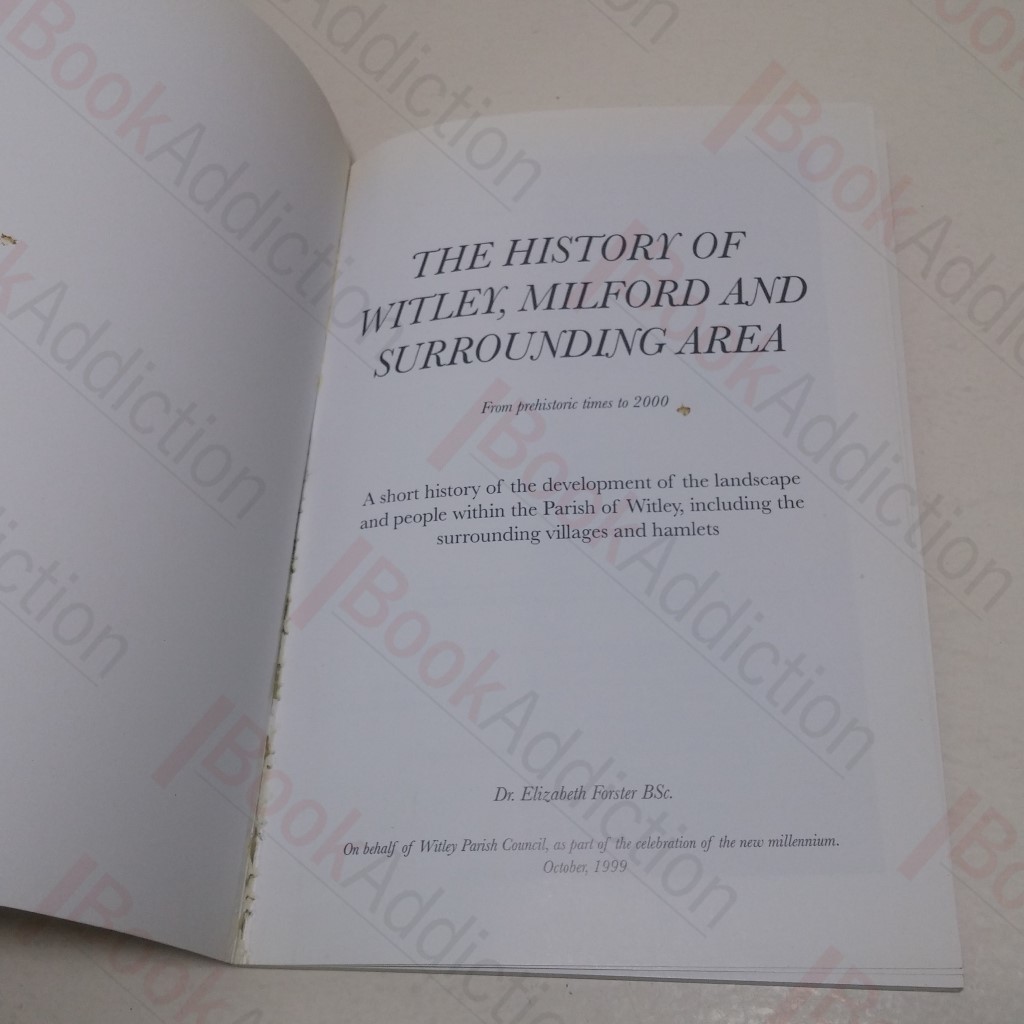 THE HISTORY OF
WITLEY, MILFORD AND
SURROUNDING AREA
From prehistoric times to 2000
A short history of the development of the landscape
and people within the Parish of Witley, including the
surrounding villages and hamlets
Dr. Elizabeth Forster BSc.
On behalf of Witley Parish Council, as part of the celebration of the new millennium.
October, 1999
BookAddiction